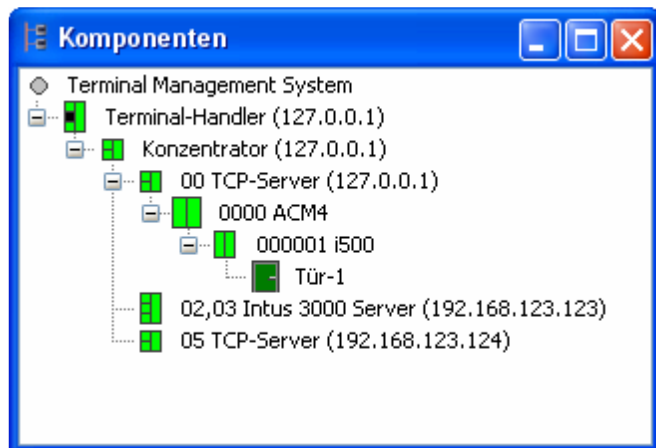 Komponenten
Terminal Management System
Terminal-Handler (127.0.0.1)
Konzentrator (127.0.0.1)
00 TCP-Server (127.0.0.1)
0000 ACM4
000001 i500
Tür-1
02,03 Intus 3000 Server (192.168.123.123)
05 TCP-Server (192.168.123.124)